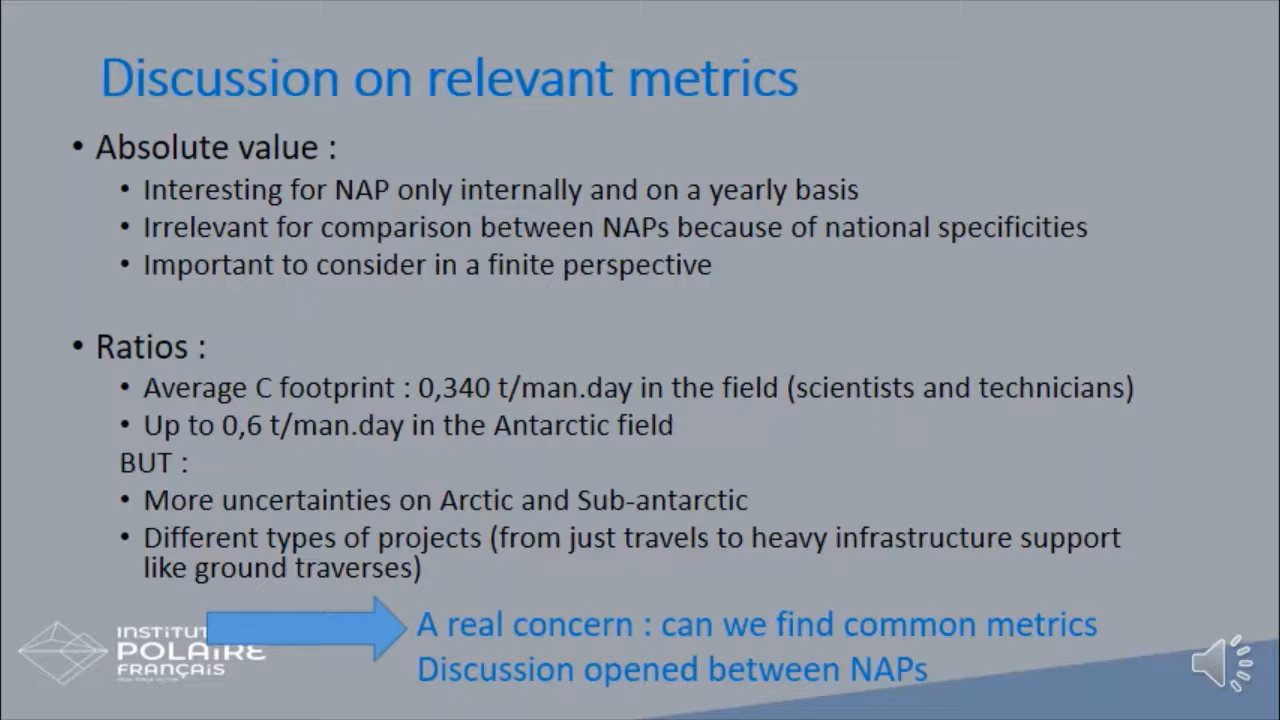 Discussion on relevant metrics
• Absolute value :
• Interesting for NAP only internally and on a yearly basis
• Irrelevant for comparison between NAPs because of national specificities
• Important to consider in a finite perspective
• Ratios :
• Average C footprint : 0,340 t/man.day in the field (scientists and technicians)
• Up to 0,6 t/man.day in the Antarctic field
BUT :
• More uncertainties on Arctic and Sub-antarctic
• Different types of projects (from just travels to heavy infrastructure support
like ground traverses)
A real concern : can we find common metrics
Discussion opened between NAPs
INSTITUT
POLAIRE
FRANÇAIS